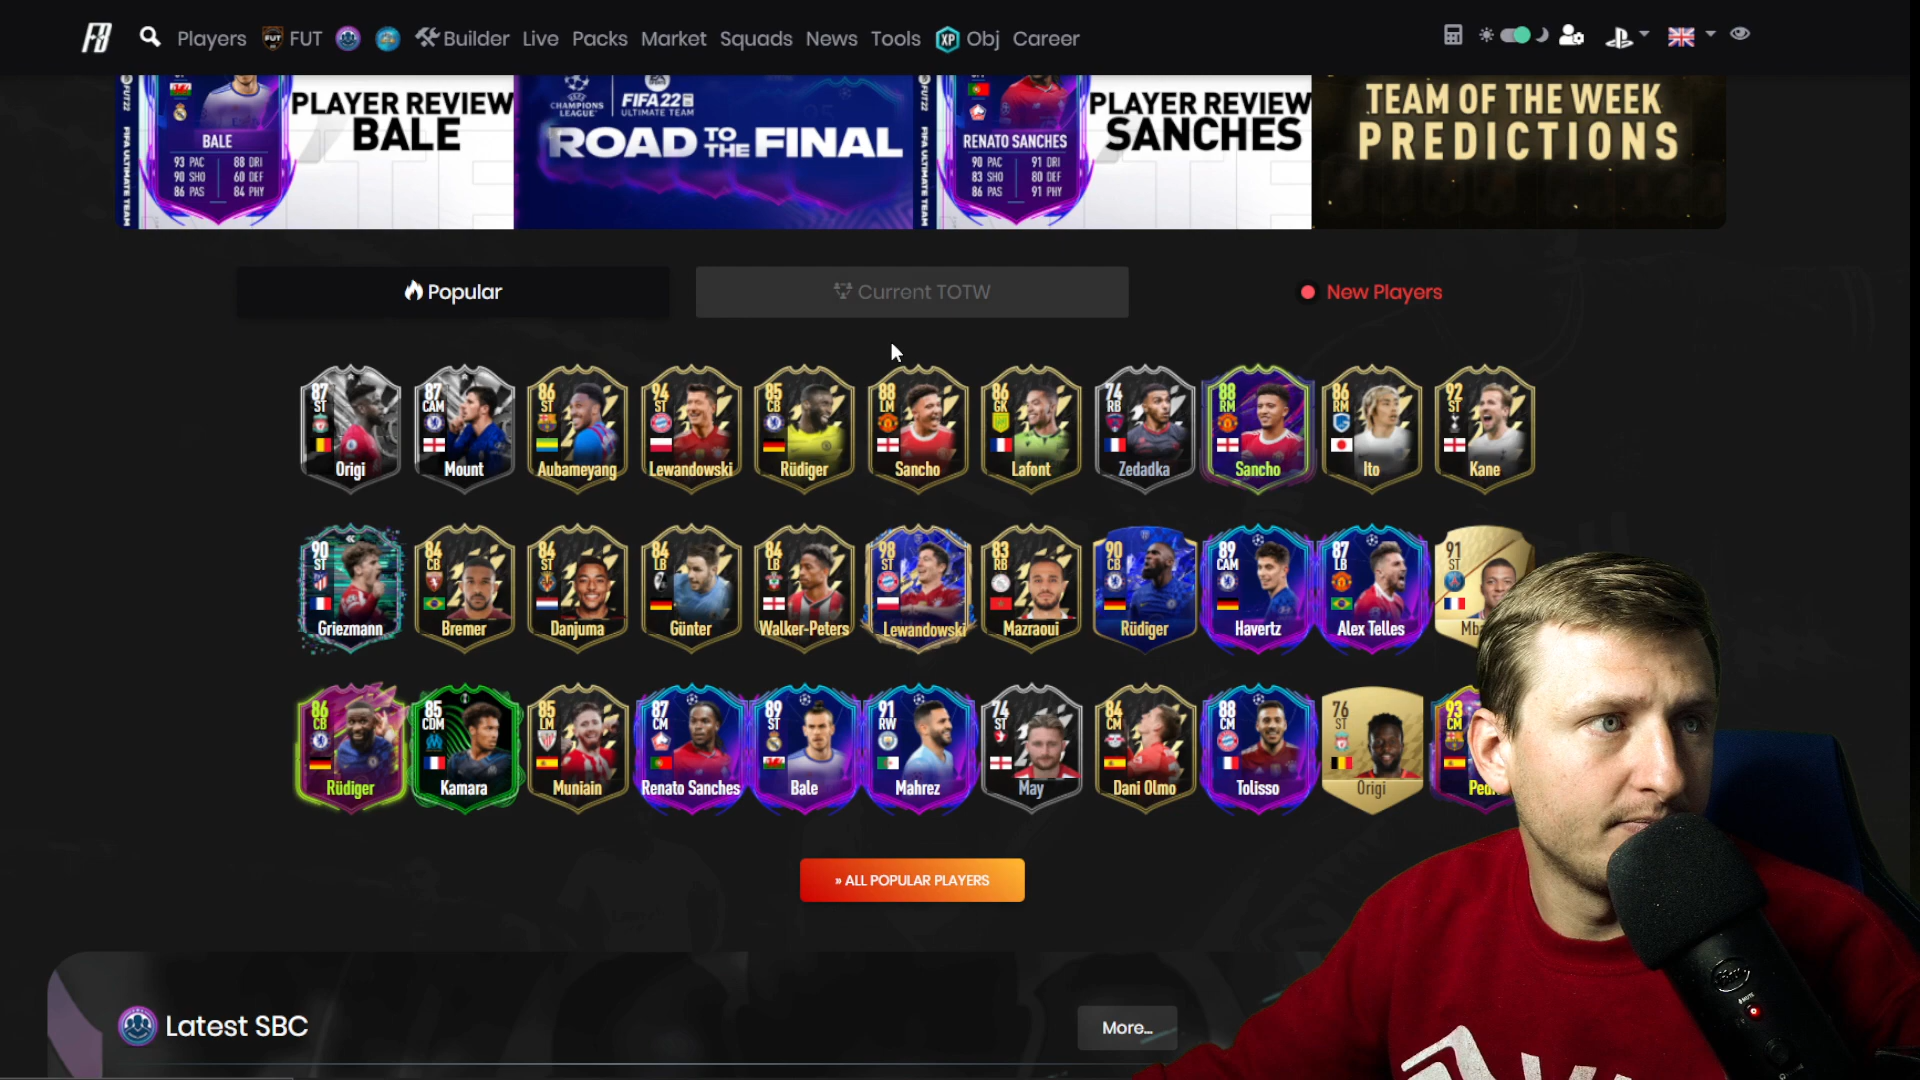 Players FUT Builder Live Packs Market Squads News Tools XP Obj Career
BALE
93 PAC 88 DRI
90 SHO 60 DEF
86 PAS 84 PHY
FIFA ULTIMATE TEAM
PLAYER REVIEW
BALE
CHAMPIONS
LEAGUE
FIFA 22
ULTIMATE TEAM
ROAD TO THE FINAL
RENATO SANCHES
90 PAC 91 DRI
83 SHO 80 DEF
86 PAS 91 PHY
FIFA ULTIMATE TEAM
PLAYER REVIEW
SANCHES
TEAM OF THE WEEK
PREDICTIONS
Popular
Current TOTW
New Players
87 ST Origi
87 CAM Mount
86 ST Aubameyang
94 ST Lewandowski
85 CB Rüdiger
88 LM Sancho
86 GK Lafont
74 RB Zedadka
88 RM Sancho
86 RM Ito
92 ST Kane
90 ST Griezmann
84 CB Bremer
84 ST Danjuma
84 LB Günter
84 LB Walker-Peters
98 ST Lewandowski
83 RB Mazraoui
90 CB Rüdiger
89 CAM Havertz
87 LB Alex Telles
91 ST
86 CB Rüdiger
85 CDM Kamara
85 LM Muniain
87 CM Renato Sanches
89 ST Bale
91 RW Mahrez
74 ST May
84 CM Dani Olmo
88 CM Tolisso
76 ST Origi
93 CM
» ALL POPULAR PLAYERS
Latest SBC
More...